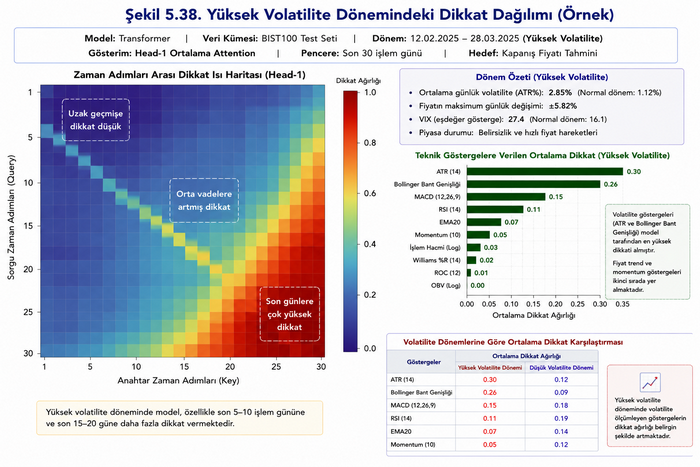 Şekil 5.38. Yüksek Volatilite Dönemindeki Dikkat Dağılımı (Örnek)
Model: Transformer | Veri Kümesi: BIST100 Test Seti | Dönem: 12.02.2025 – 28.03.2025 (Yüksek Volatilite)
Gösterim: Head-1 Ortalama Attention | Pencere: Son 30 işlem günü | Hedef: Kapanış Fiyatı Tahmini
Zaman Adımları Arası Dikkat Isı Haritası (Head-1)
Sorgu Zaman Adımları (Query)
1
5
10
15
20
25
30
Uzak geçmişe
dikkat düşük
Orta vadelere
artmış dikkat
Son günlere
çok yüksek
dikkat
1
5
10
15
20
25
30
Anahtar Zaman Adımları (Key)
Dikkat Ağırlığı
1.0
0.8
0.6
0.4
0.2
0.0
Yüksek volatilite döneminde model, özellikle son 5–10 işlem gününe
ve son 15–20 güne daha fazla dikkat vermektedir.
Dönem Özeti (Yüksek Volatilite)
• Ortalama günlük volatilite (ATR%): 2.85% (Normal dönem: 1.12%)
• Fiyatın maksimum günlük değişimi: ±5.82%
• VIX (eşdeğer gösterge): 27.4 (Normal dönem: 16.1)
• Piyasa durumu: Belirsizlik ve hızlı fiyat hareketleri
Teknik Göstergelere Verilen Ortalama Dikkat (Yüksek Volatilite)
ATR (14) 0.30
Bollinger Bant Genişliği 0.26
MACD (12,26,9) 0.15
RSI (14) 0.11
EMA20 0.07
Momentum (10) 0.05
İşlem Hacmi (Log) 0.03
Williams %R (14) 0.02
ROC (12) 0.01
OBV (Log) 0.00
0.00 0.05 0.10 0.15 0.20 0.25 0.30 0.35
Ortalama Dikkat Ağırlığı
Volatilite göstergeleri
(ATR ve Bollinger Bant
Genişliği) model
tarafından en yüksek
dikkati almıştır.
Fiyat trend ve
momentum göstergeleri
ikinci sırada yer
almaktadır.
Volatilite Dönemlerine Göre Ortalama Dikkat Karşılaştırması
Göstergeler Ortalama Dikkat Ağırlığı
Yüksek Volatilite Dönemi Düşük Volatilite Dönemi
ATR (14) 0.30 0.12
Bollinger Bant Genişliği 0.26 0.09
MACD (12,26,9) 0.15 0.18
RSI (14) 0.11 0.19
EMA20 0.07 0.14
Momentum (10) 0.05 0.12
Yüksek volatilite
döneminde volatilite
ölçümleyen göstergelerin
dikkat ağırlığı belirgin
şekilde artmaktadır.